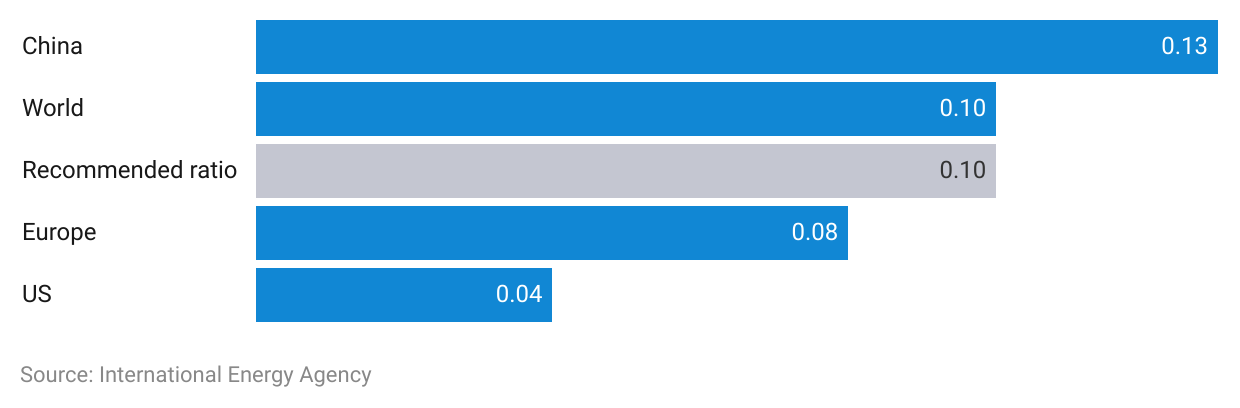 China 0.13
World 0.10
Recommended ratio 0.10
Europe 0.08
US 0.04
Source: International Energy Agency